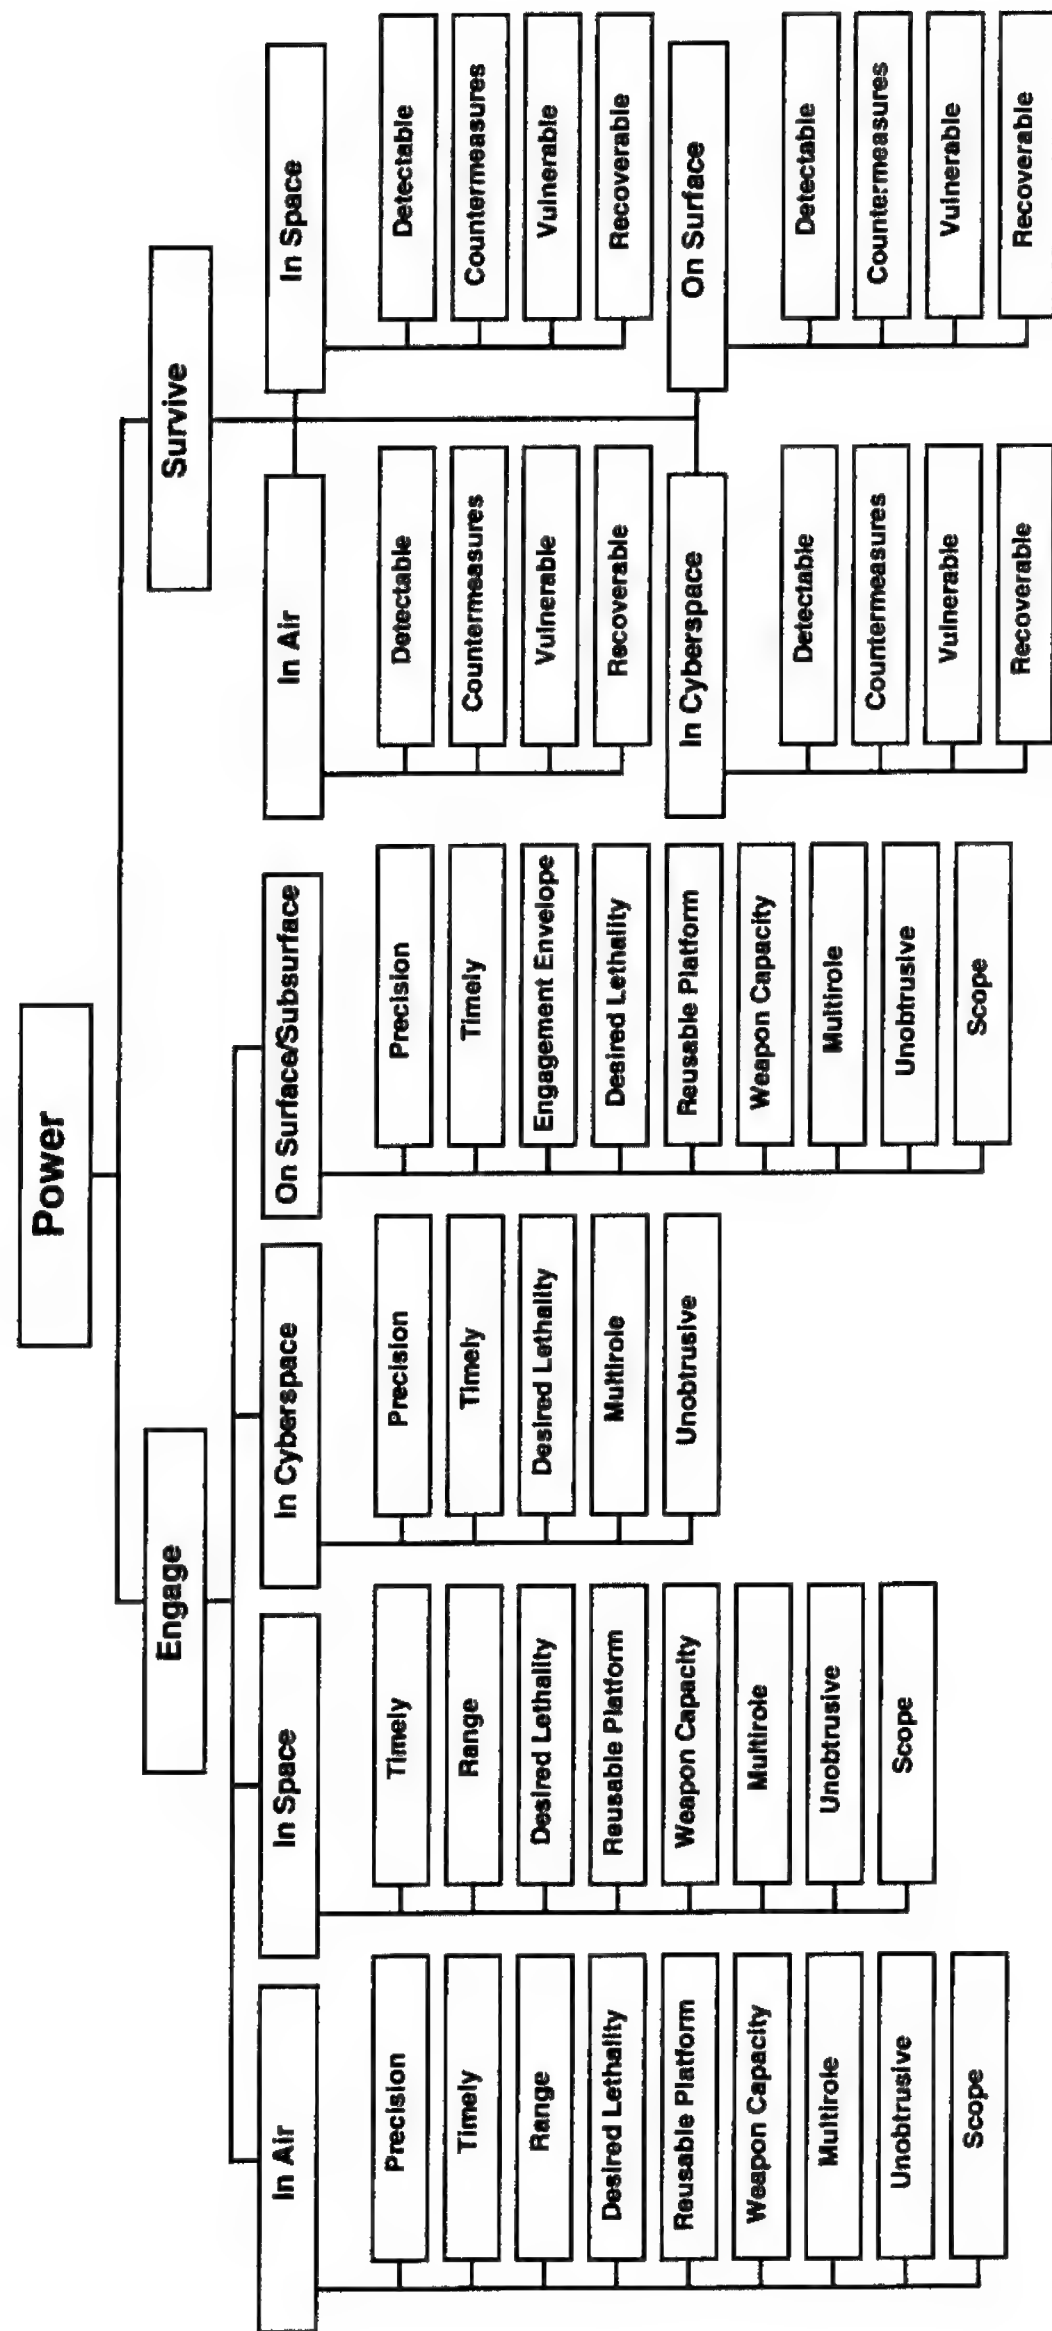 Power
Engage
Survive
In Air
Precision
Timely
Range
Desired Lethality
Reusable Platform
Weapon Capacity
Multirole
Unobtrusive
Scope
In Space
Timely
Range
Desired Lethality
Reusable Platform
Weapon Capacity
Multirole
Unobtrusive
Scope
In Cyberspace
Precision
Timely
Desired Lethality
Multirole
Unobtrusive
On Surface/Subsurface
Precision
Timely
Engagement Envelope
Desired Lethality
Reusable Platform
Weapon Capacity
Multirole
Unobtrusive
Scope
In Air
Detectable
Countermeasures
Vulnerable
Recoverable
In Space
Detectable
Countermeasures
Vulnerable
Recoverable
In Cyberspace
Detectable
Countermeasures
Vulnerable
Recoverable
On Surface
Detectable
Countermeasures
Vulnerable
Recoverable